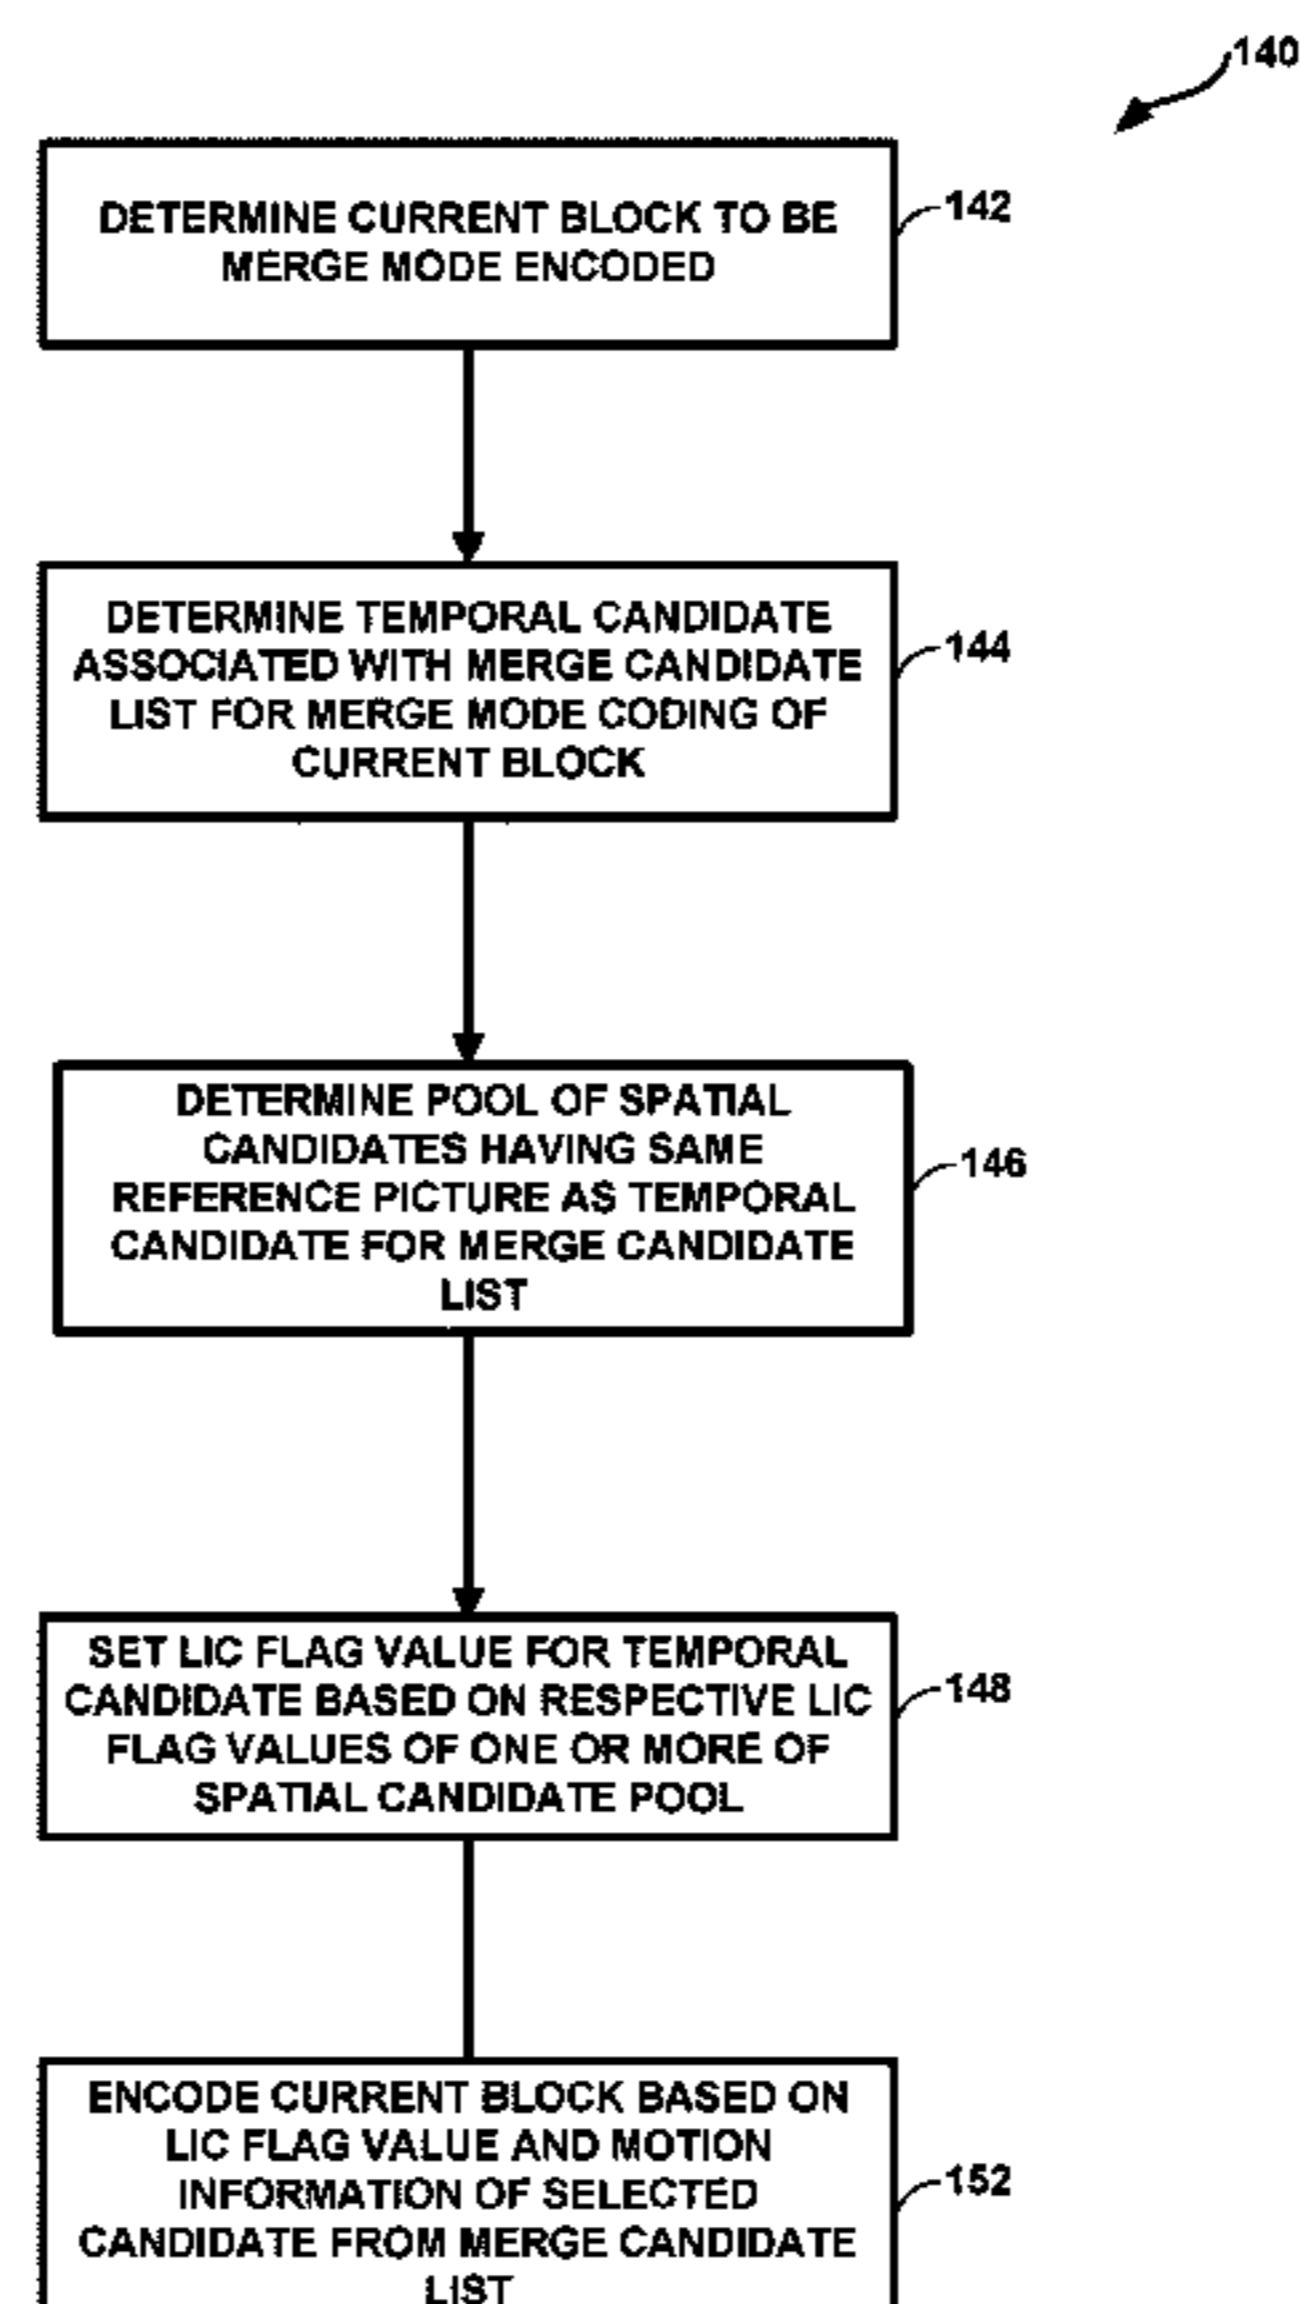 140
DETERMINE CURRENT BLOCK TO BE
MERGE MODE ENCODED
142
DETERMINE TEMPORAL CANDIDATE
ASSOCIATED WITH MERGE CANDIDATE
LIST FOR MERGE MODE CODING OF
CURRENT BLOCK
144
DETERMINE POOL OF SPATIAL
CANDIDATES HAVING SAME
REFERENCE PICTURE AS TEMPORAL
CANDIDATE FOR MERGE CANDIDATE
LIST
146
SET LIC FLAG VALUE FOR TEMPORAL
CANDIDATE BASED ON RESPECTIVE LIC
FLAG VALUES OF ONE OR MORE OF
SPATIAL CANDIDATE POOL
148
ENCODE CURRENT BLOCK BASED ON
LIC FLAG VALUE AND MOTION
INFORMATION OF SELECTED
CANDIDATE FROM MERGE CANDIDATE
LIST
152